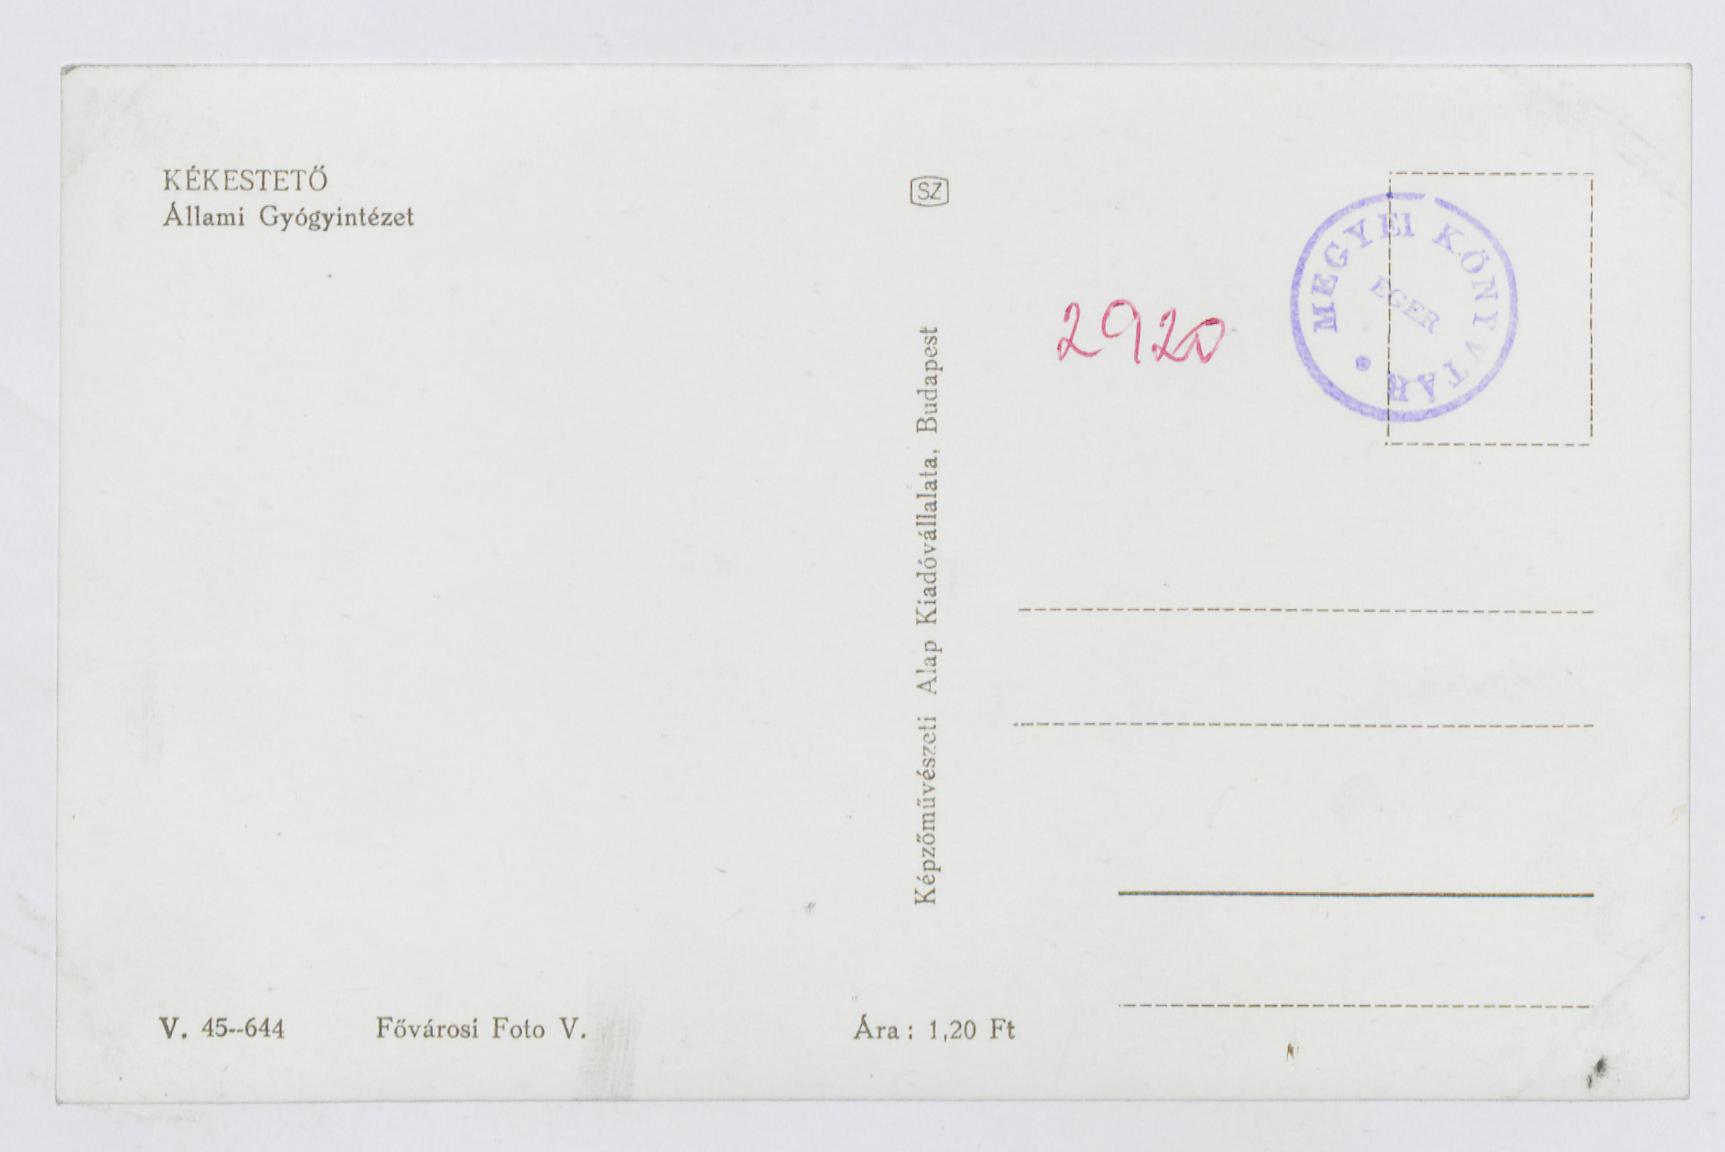 KÉKESTETŐ
Állami Gyógyintézet
SZ
Képzőművészeti Alap Kiadóvállalata, Budapest
2920
MEGYEI KÖNYVTÁR
EGER
V. 45--644 Fővárosi Foto V. Ára: 1,20 Ft